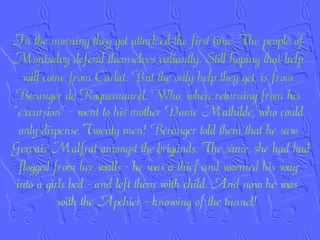 In the morning they got attacked the first time. The people of
Montsalvy defend themselves valiantly. Still hoping that help
will come from Carlat. But the only help they get, is from
Beranger de Roquemaurel. Who, when returning from his
"excursion" - went to his mother Dame Mathilde, who could
only dispense Twenty men! Beranger told them that he saw
Gervais Malfrat amongst the brigands. The same, she had had
flogged from her walls - he was a thief and wormed his way
into a girls bed - and left them with child. And now he was
with the Apchier - knowing of the tunnel!